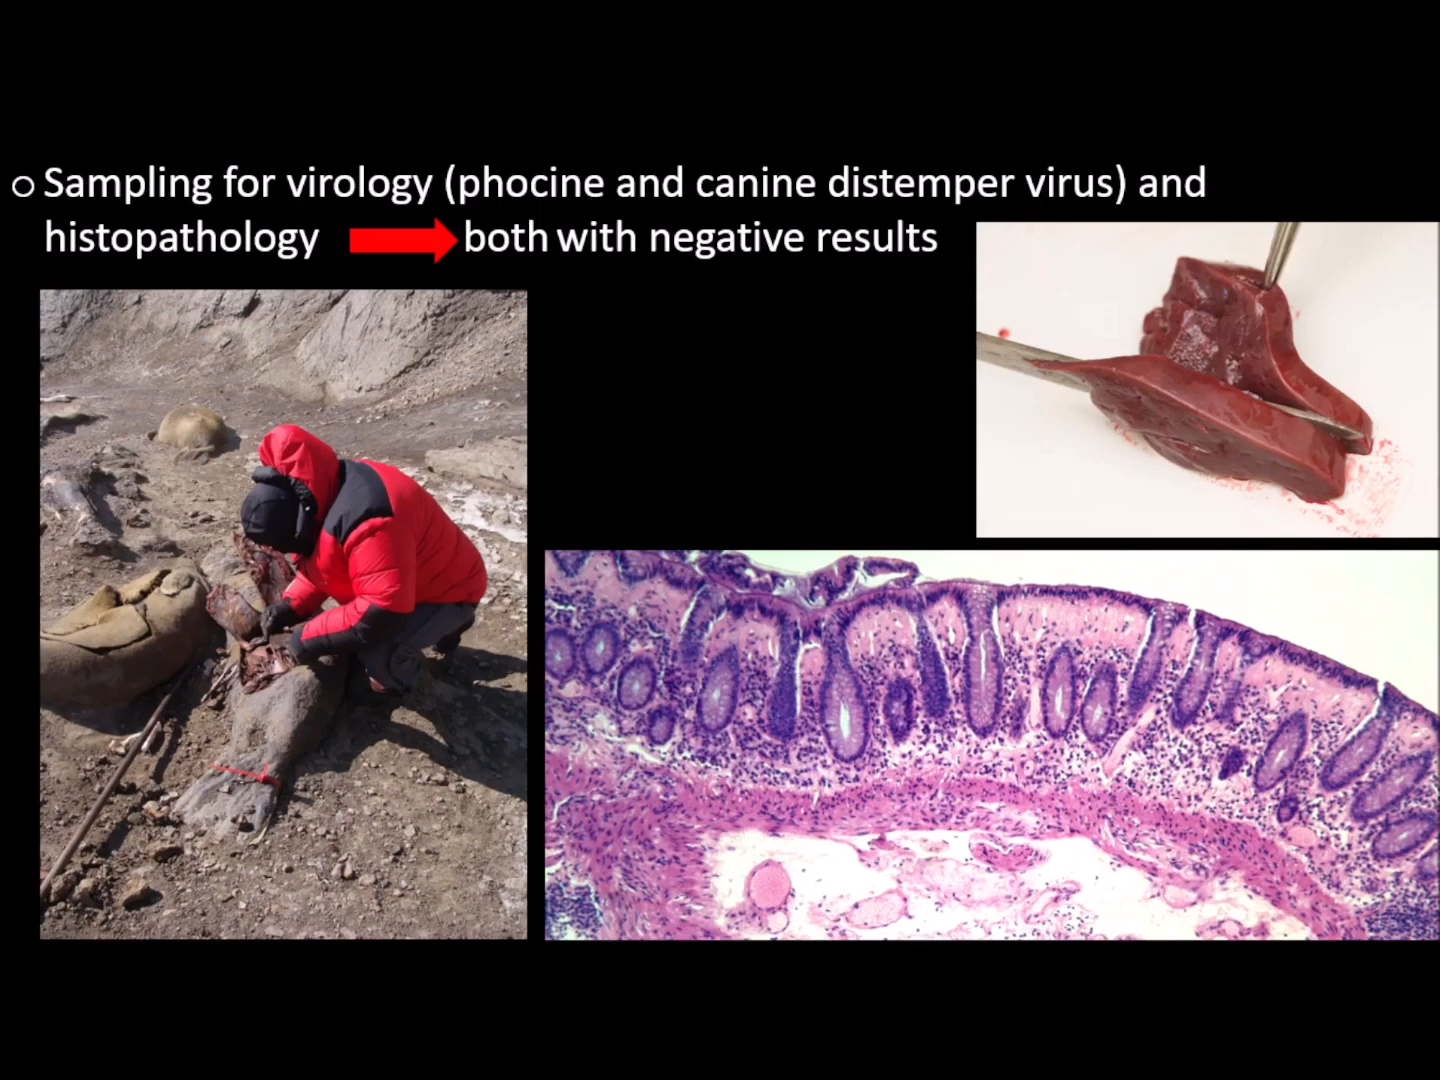 Sampling for virology (phocine and canine distemper virus) and
histopathology both with negative results